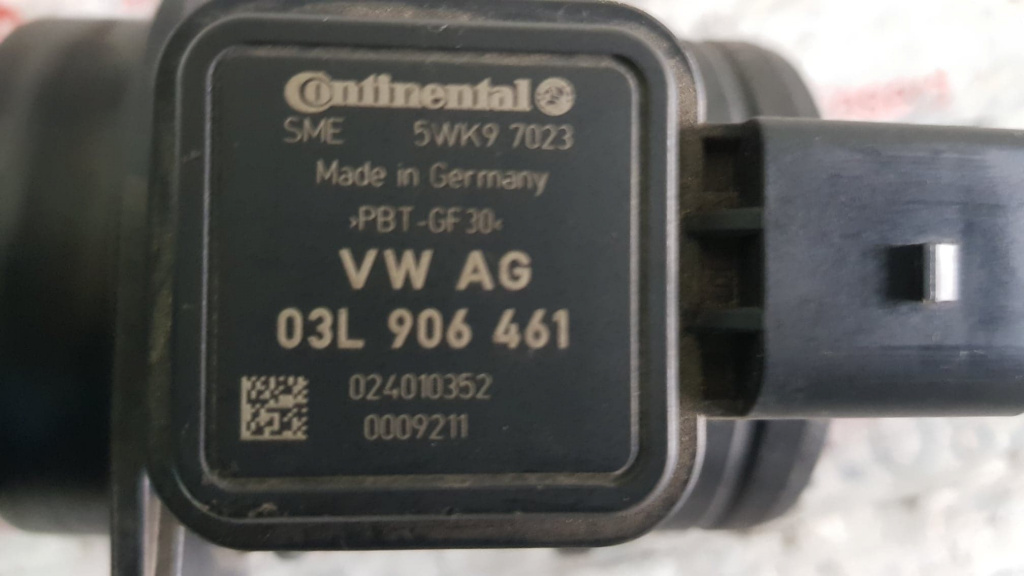 Continental
SME 5WK9 7023
Made in Germany
>PBT-GF30<
VW AG
03L 906 461
024010352
0009211